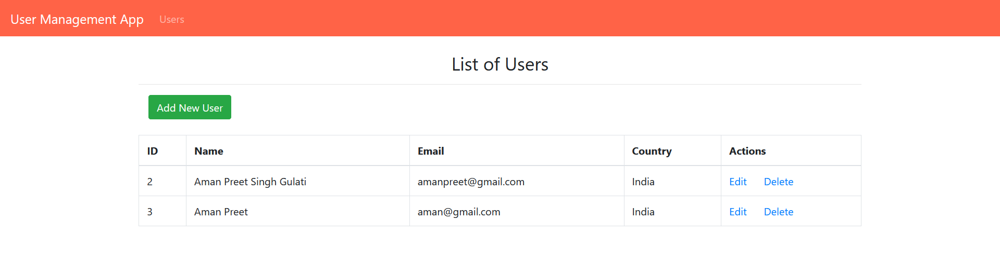 User Management App Users
List of Users
Add New User
ID Name Email Country Actions
2 Aman Preet Singh Gulati amanpreet@gmail.com India Edit Delete
3 Aman Preet aman@gmail.com India Edit Delete